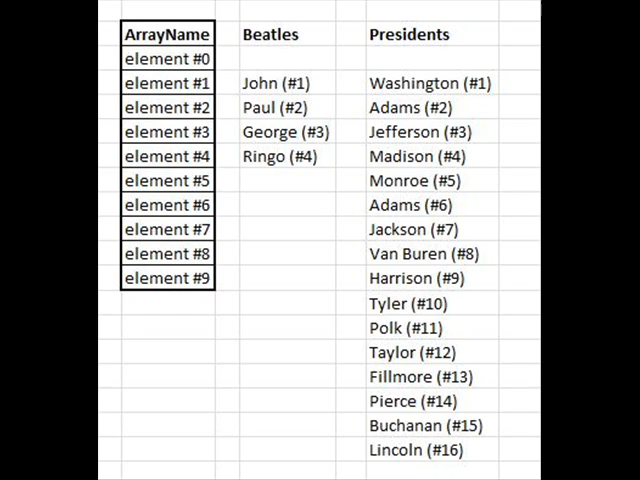 ArrayName Beatles Presidents
element #0
element #1 John (#1) Washington (#1)
element #2 Paul (#2) Adams (#2)
element #3 George (#3) Jefferson (#3)
element #4 Ringo (#4) Madison (#4)
element #5 Monroe (#5)
element #6 Adams (#6)
element #7 Jackson (#7)
element #8 Van Buren (#8)
element #9 Harrison (#9)
Tyler (#10)
Polk (#11)
Taylor (#12)
Fillmore (#13)
Pierce (#14)
Buchanan (#15)
Lincoln (#16)